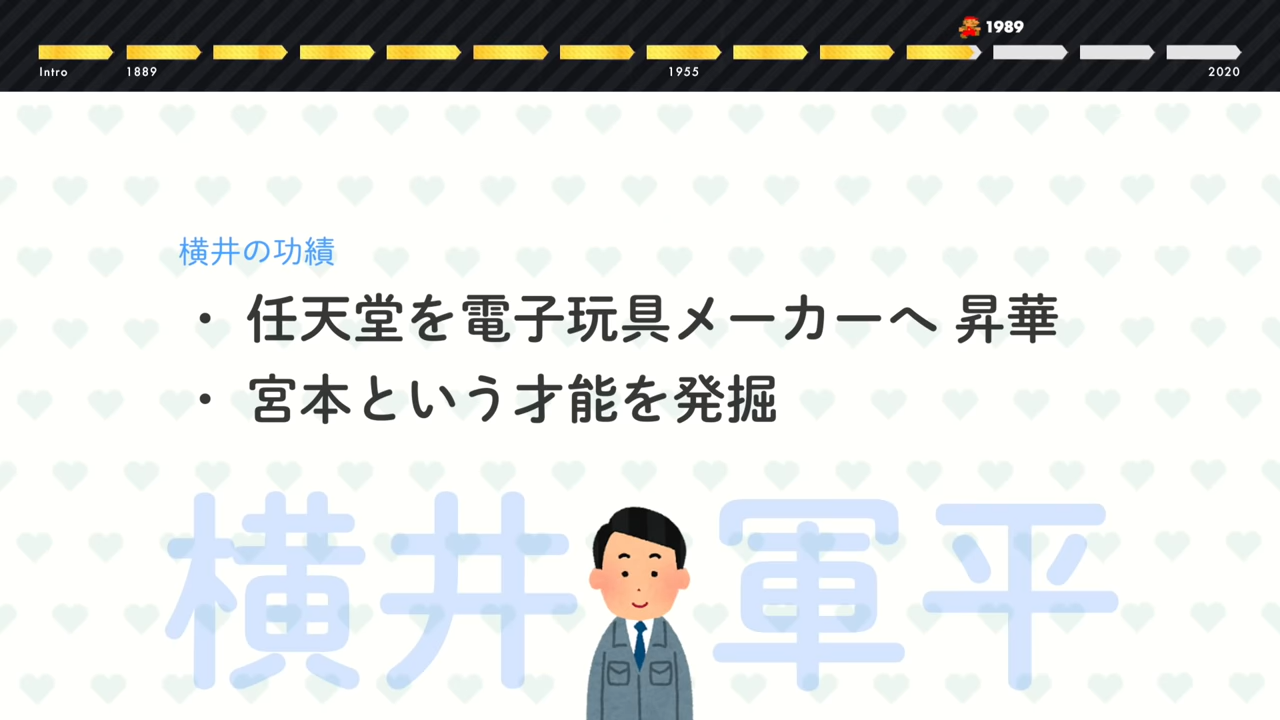 1989
Intro 1889 1955 2020
横井の功績
・ 任天堂を電子玩具メーカーへ 昇華
・ 宮本という才能を発掘
横井 軍平